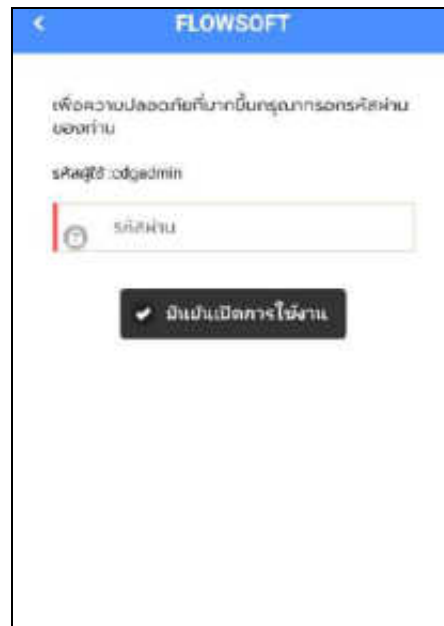 FLOWSOFT
เพื่อความปลอดภัยที่มากขึ้นกรุณากรอกรหัสผ่าน
ของท่าน
รหัสผู้ใช้ :cdgadmin
รหัสผ่าน
ยืนยันเปิดการใช้งาน